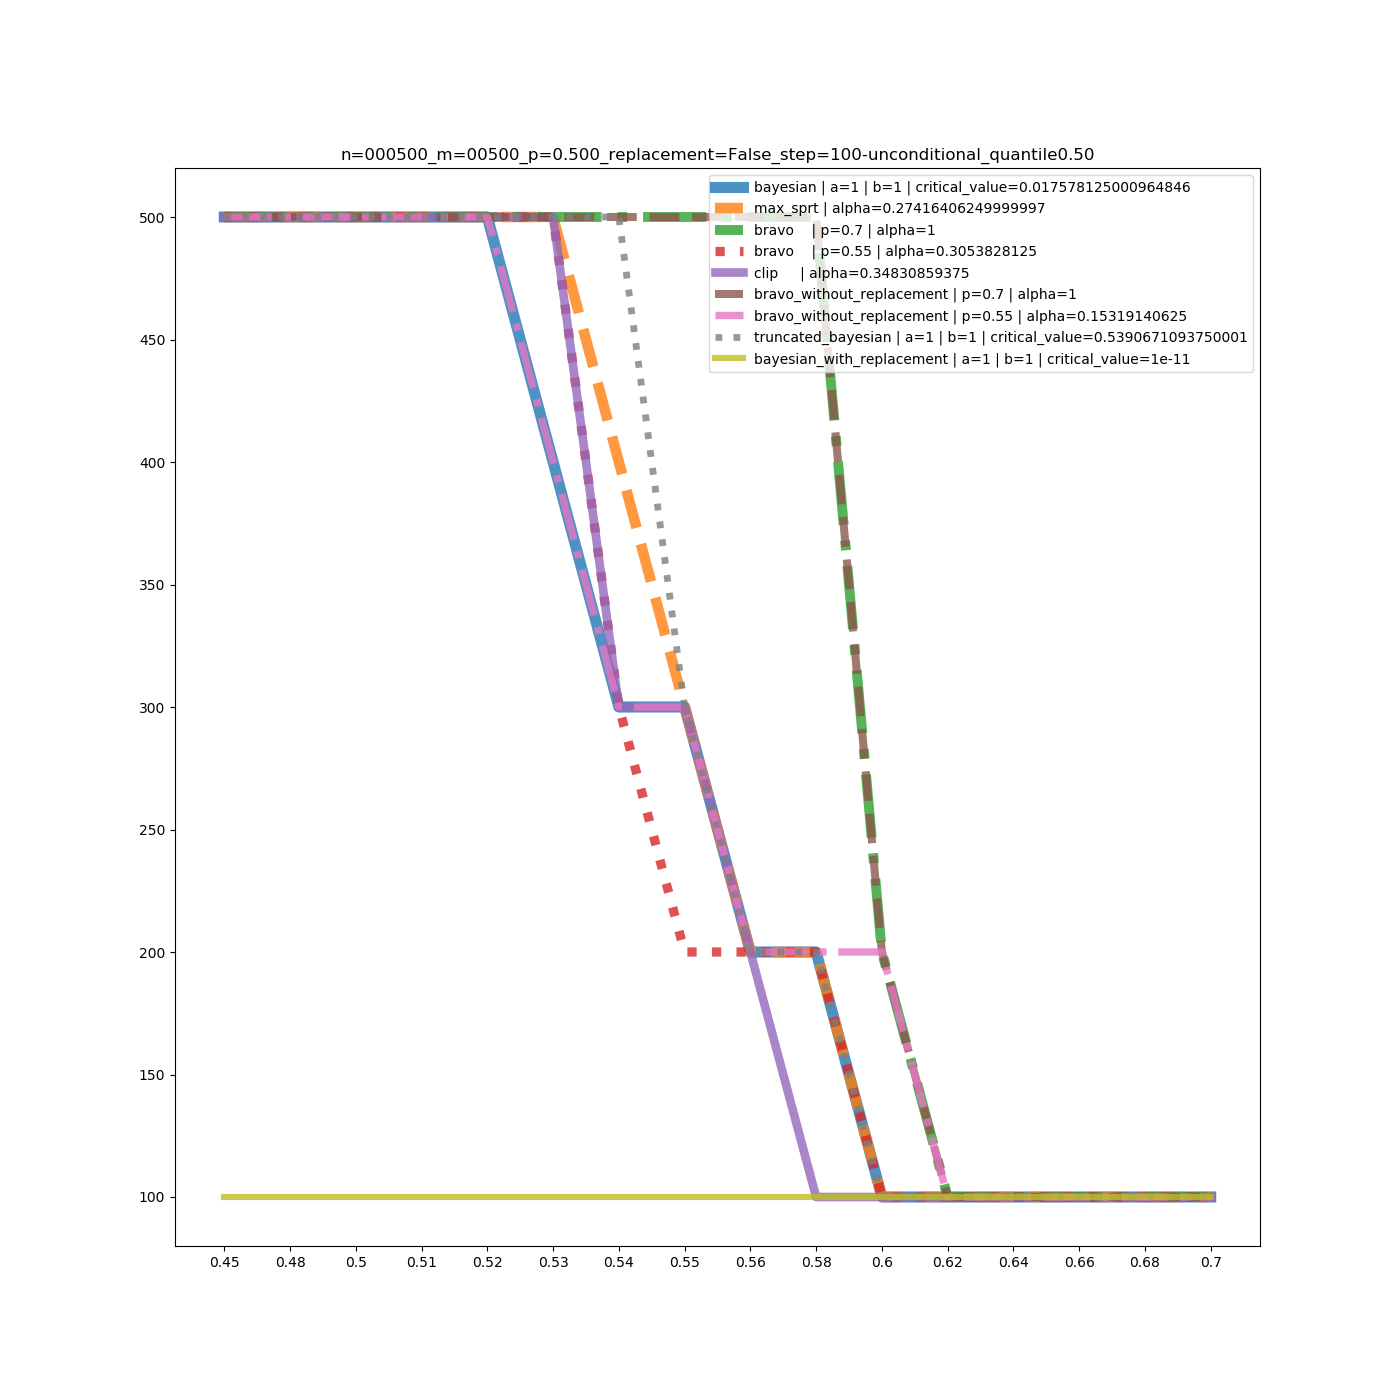 n=000500_m=00500_p=0.500_replacement=False_step=100-unconditional_quantile0.50
bayesian | a=1 | b=1 | critical_value=0.017578125000964846
max_sprt | alpha=0.27416406249999997
bravo | p=0.7 | alpha=1
bravo | p=0.55 | alpha=0.3053828125
clip | alpha=0.34830859375
bravo_without_replacement | p=0.7 | alpha=1
bravo_without_replacement | p=0.55 | alpha=0.15319140625
truncated_bayesian | a=1 | b=1 | critical_value=0.5390671093750001
bayesian_with_replacement | a=1 | b=1 | critical_value=1e-11
500
450
400
350
300
250
200
150
100
0.45 0.48 0.5 0.51 0.52 0.53 0.54 0.55 0.56 0.58 0.6 0.62 0.64 0.66 0.68 0.7